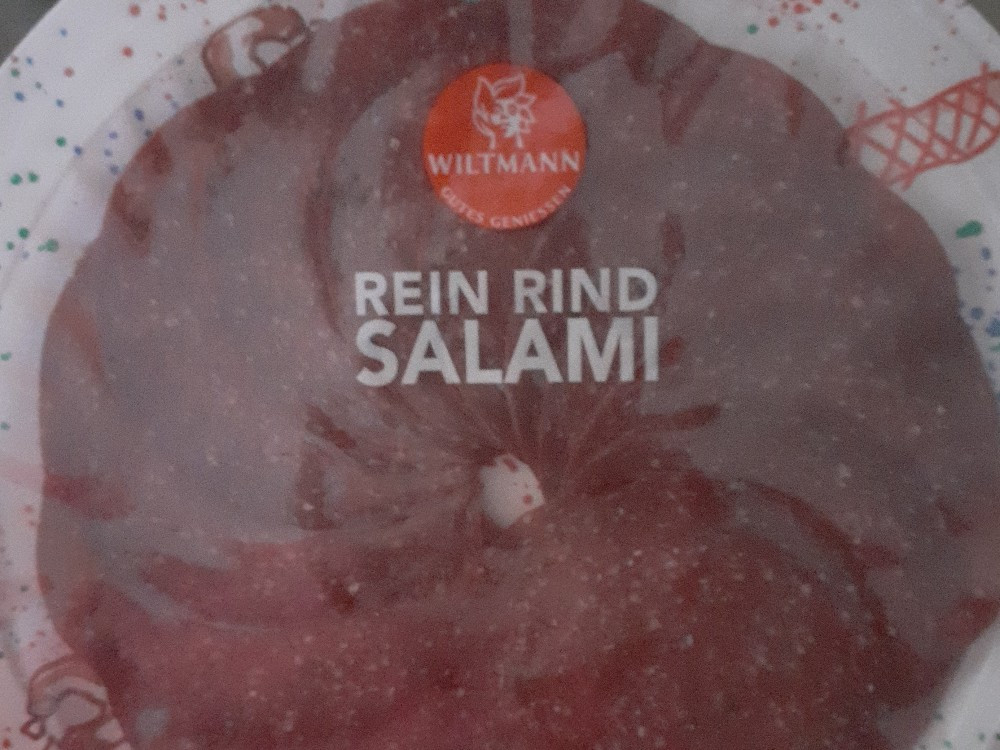 WILTMANN
GUTES GENIESSEN
REIN RIND
SALAMI